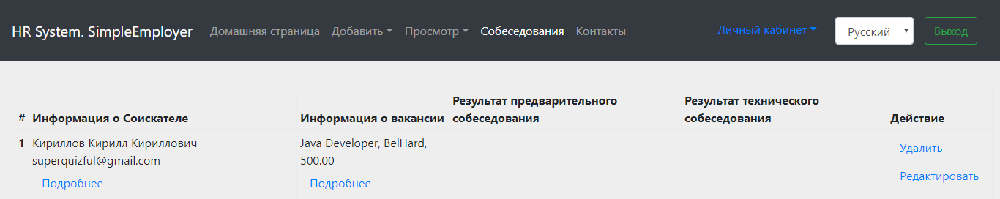 HR System. SimpleEmployer Домашняя страница Добавить Просмотр Собеседования Контакты Личный кабинет Русский Выход
# Информация о Соискателе Информация о вакансии Результат предварительного собеседования Результат технического собеседования Действие
1 Кириллов Кирилл Кириллович
superquizful@gmail.com
Подробнее
Java Developer, BelHard,
500.00
Подробнее
Удалить
Редактировать